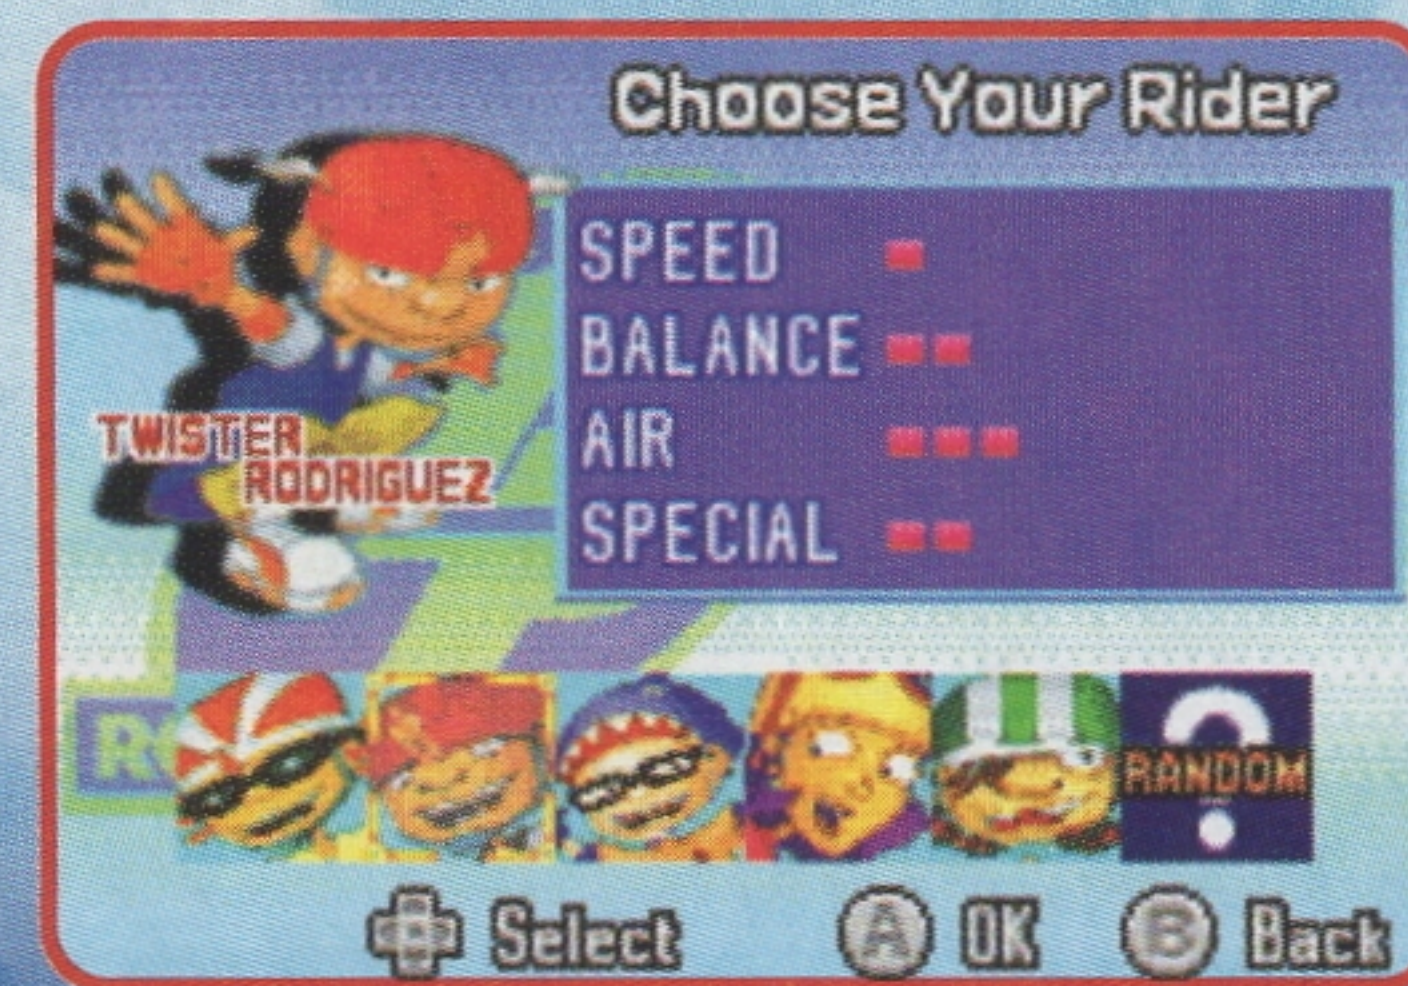 Choose Your Rider
SPEED
BALANCE
AIR
SPECIAL
TWISTER
RODRIGUEZ
RANDOM
Select A OK B Back